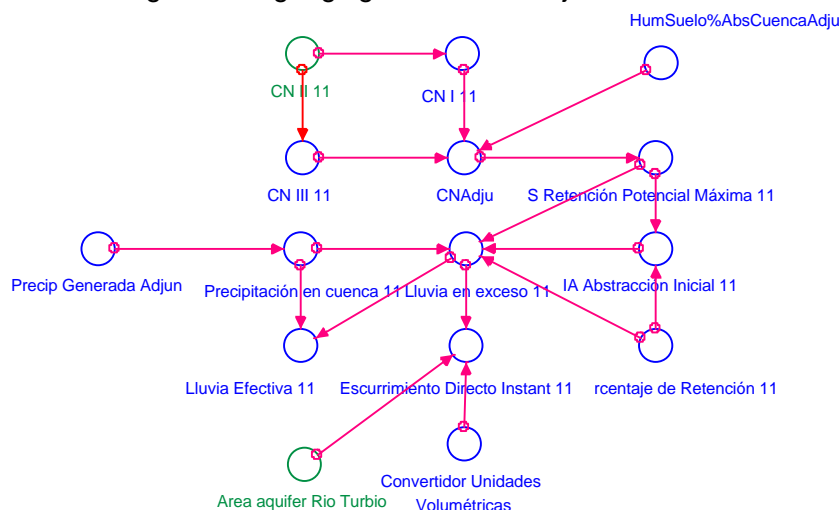 HumSuelo%AbsCuencaAdju
CN II 11
CN I 11
CN III 11
CNAdju
S Retención Potencial Máxima 11
Precip Generada Adjun
Precipitación en cuenca 11
Lluvia en exceso 11
IA Abstracción Inicial 11
Lluvia Efectiva 11
Escurrimiento Directo Instant 11
rcentaje de Retención 11
Area aquifer Rio Turbio
Convertidor Unidades
Volumétricas